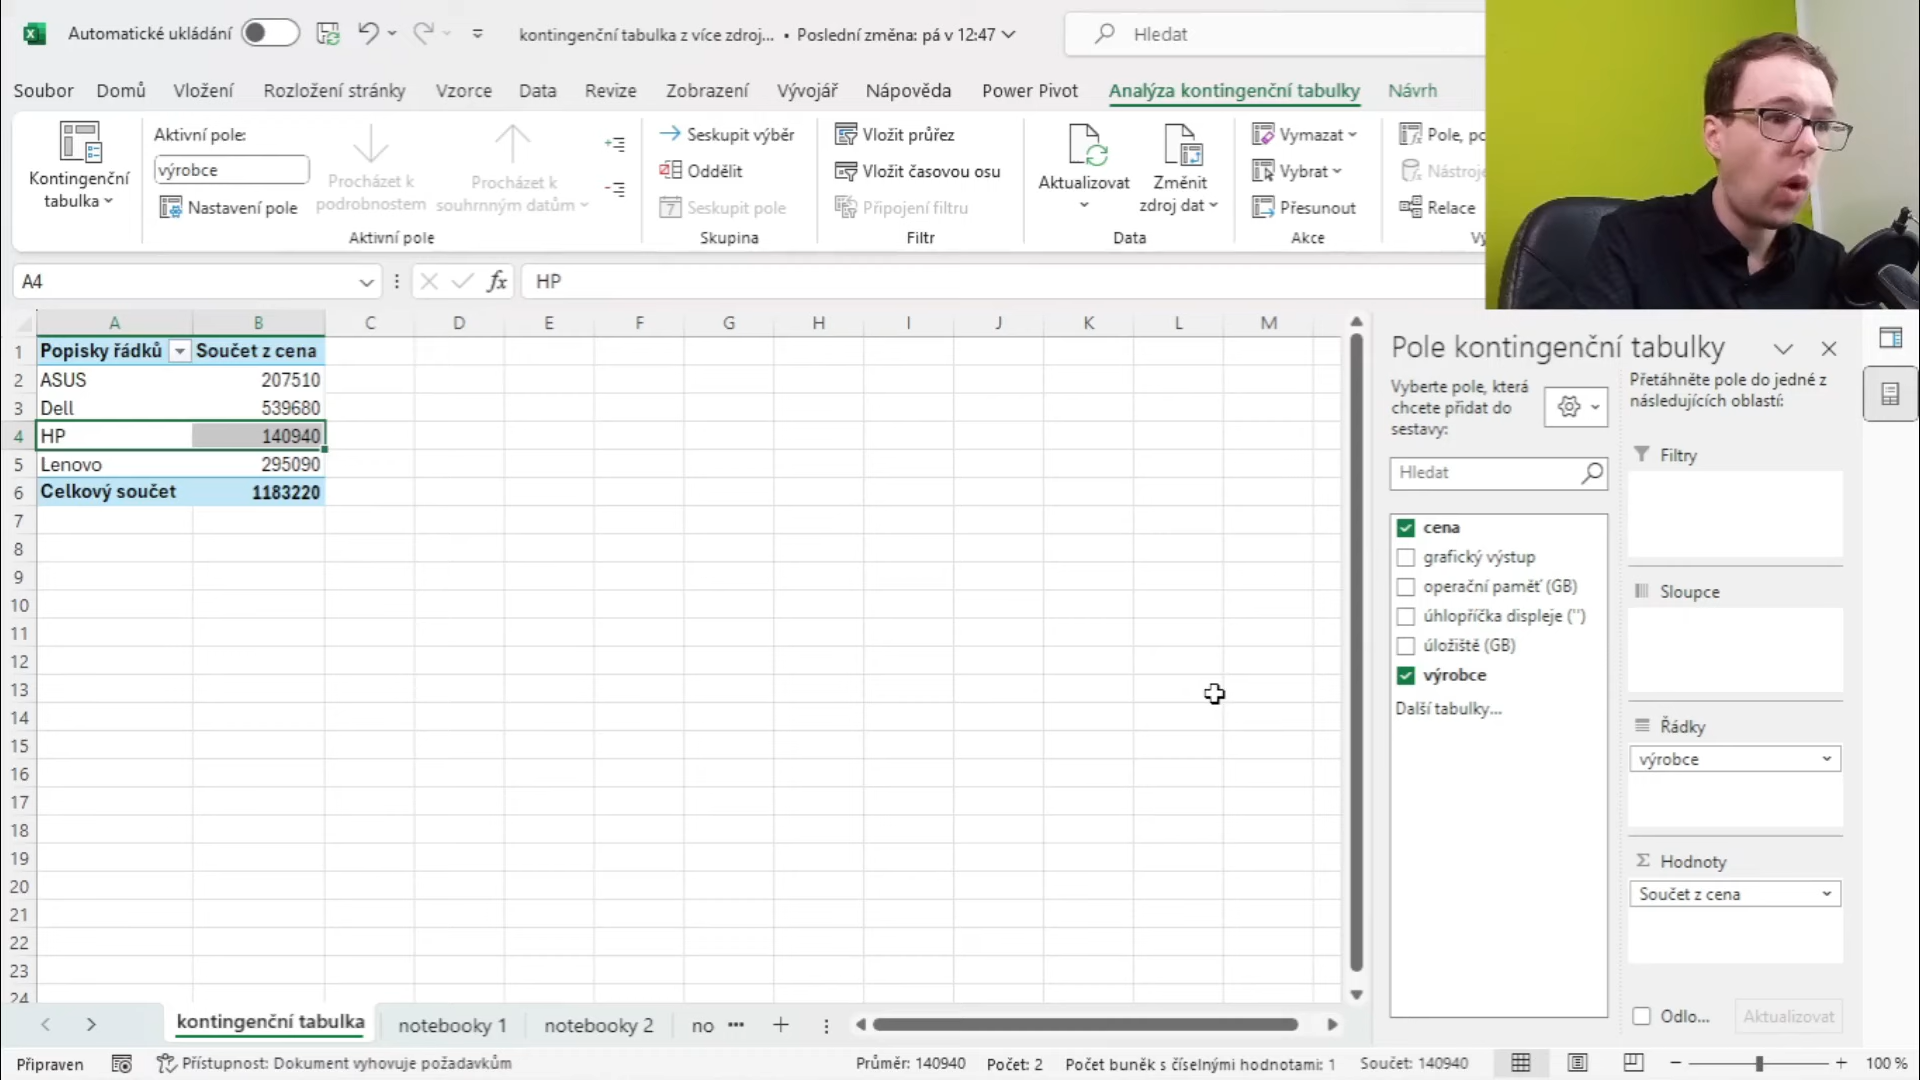 Automatické ukládání
kontingenční tabulka z více zdroj... • Poslední změna: pá v 12:47
Hledat
Soubor Domů Vložení Rozložení stránky Vzorce Data Revize Zobrazení Vývojář Nápověda Power Pivot Analýza kontingenční tabulky Návrh
Kontingenční
tabulka
Aktivní pole:
výrobce
Nastavení pole
Procházet k
podrobnostem
Procházet k
souhrnným datům
Aktivní pole
Seskupit výběr
Oddělit
Seskupit pole
Skupina
Vložit průřez
Vložit časovou osu
Připojení filtru
Filtr
Aktualizovat
Změnit
zdroj dat
Data
Vymazat
Vybrat
Přesunout
Akce
Pole, po
Nástroje
Relace
A4
fx
HP
A B C D E F G H I J K L M
1 Popisky řádků Součet z cena
2 ASUS 207510
3 Dell 539680
4 HP 140940
5 Lenovo 295090
6 Celkový součet 1183220
7
8
9
10
11
12
13
14
15
16
17
18
19
20
21
22
23
24
Pole kontingenční tabulky
Vyberte pole, která
chcete přidat do
sestavy:
Hledat
cena
grafický výstup
operační paměť (GB)
úhlopříčka displeje ('')
úložiště (GB)
výrobce
Další tabulky...
Přetáhněte pole do jedné z
následujících oblastí:
Filtry
Sloupce
Řádky
výrobce
Σ Hodnoty
Součet z cena
Odlo... Aktualizovat
kontingenční tabulka notebooky 1 notebooky 2 no ...
Připraven Přístupnost: Dokument vyhovuje požadavkům Průměr: 140940 Počet: 2 Počet buněk s číselnými hodnotami: 1 Součet: 140940 100 %